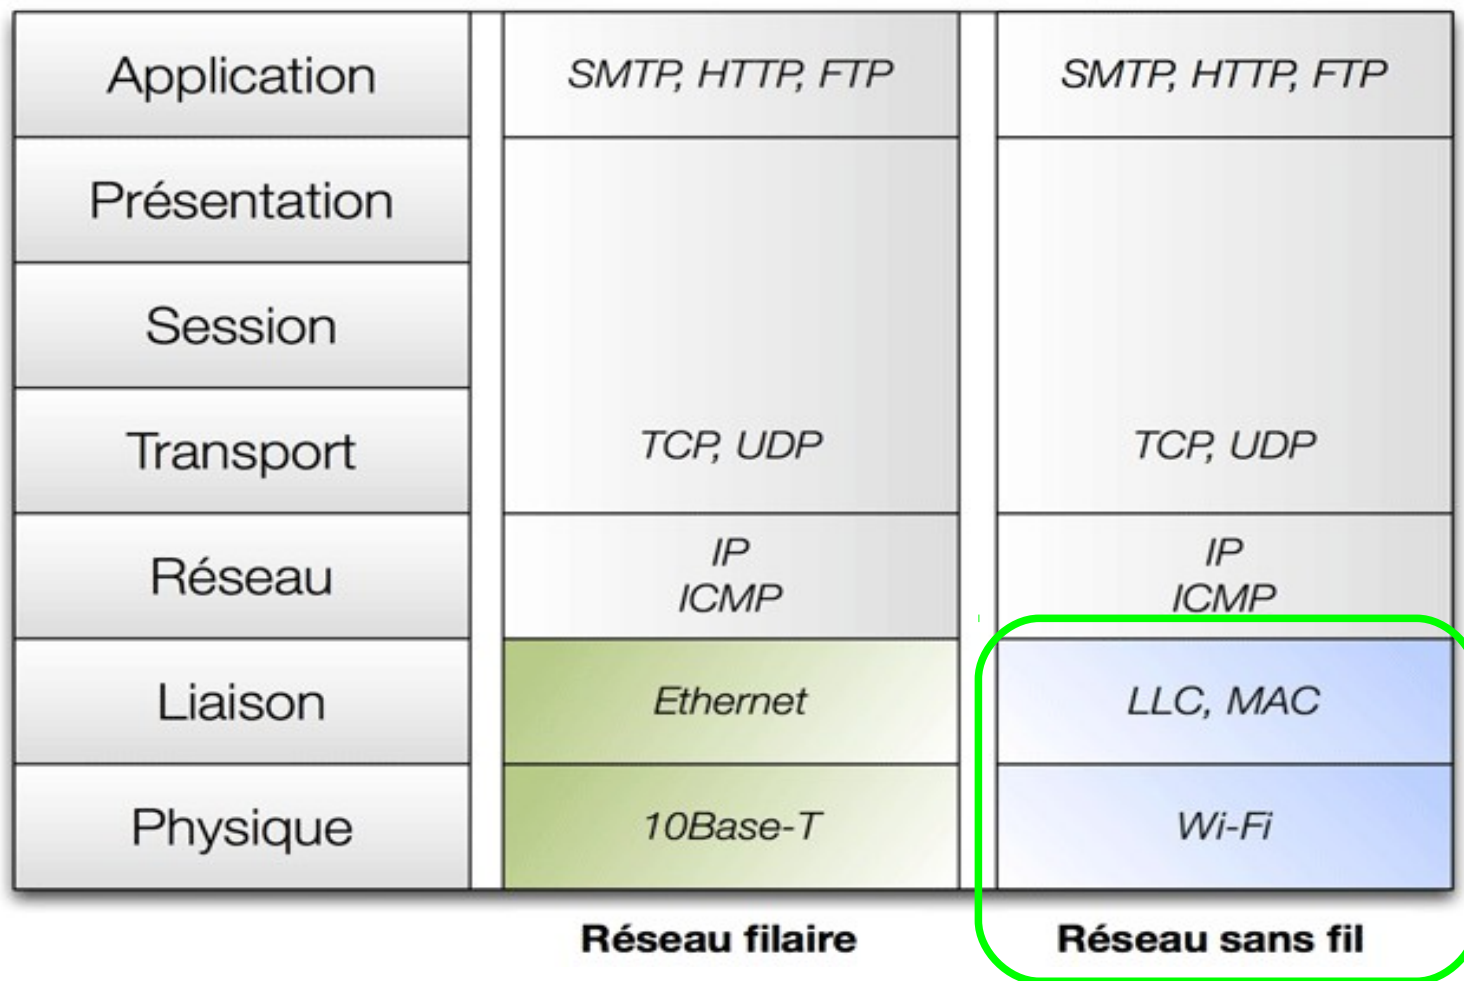 Application
SMTP, HTTP, FTP
SMTP, HTTP, FTP
Présentation
Session
Transport
TCP, UDP
TCP, UDP
Réseau
IP
ICMP
IP
ICMP
Liaison
Ethernet
LLC, MAC
Physique
10Base-T
Wi-Fi
Réseau filaire
Réseau sans fil